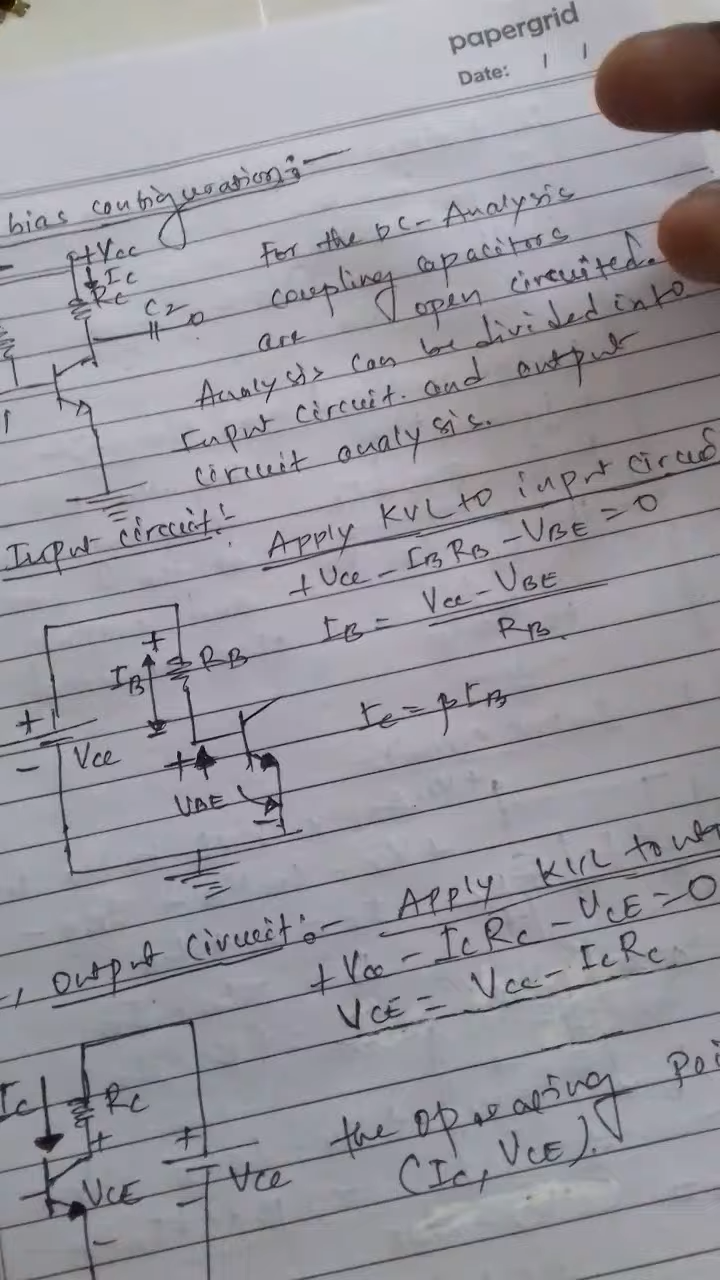 papergrid
Date: / /
bias configuration:-
+Vcc
Ic
Rc
C2
For the DC- Analysis
coupling capacitors
are open circuited.
Analysis can be divided into
Input circuit. and output
circuit analysis.
Input circuit:-
Apply KVL to input circuit
+Vcc - IBRB - VBE = 0
IB = Vcc - VBE / RB
+
IB
RB
+
-
Vcc
+
VBE
-
Ic = βIB
output circuit:-
Apply KVL to
+Vcc - IcRc - VCE = 0
VCE = Vcc - IcRc
Ic
Rc
+
VCE
-
+
-
Vcc
the operating poi
(Ic, VCE).